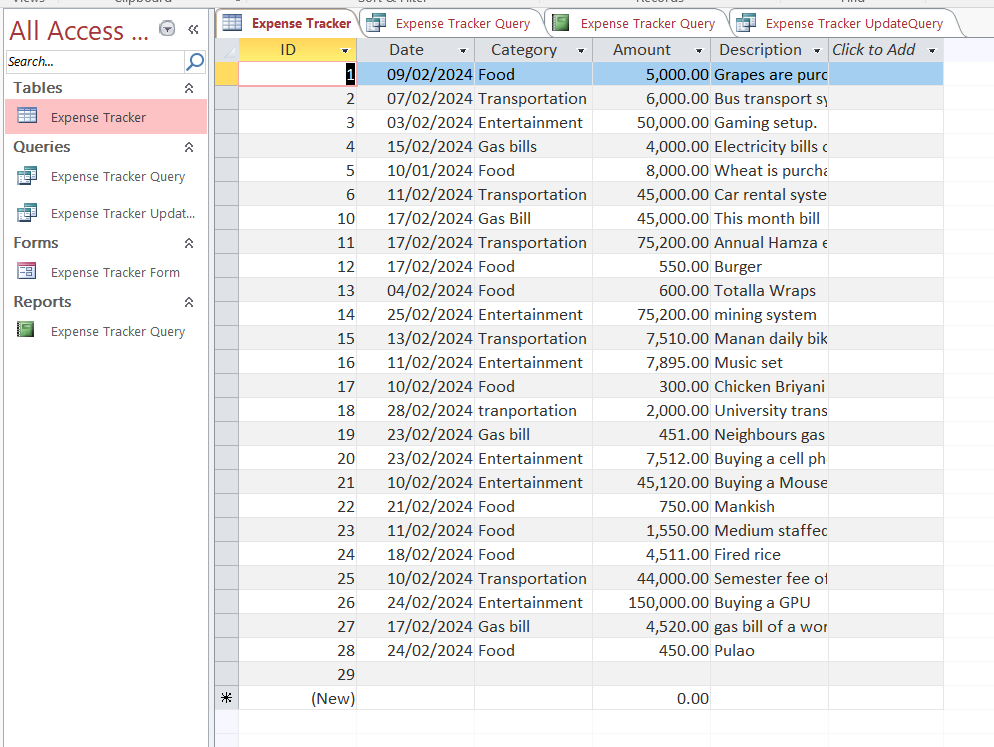 Expense Tracker Expense Tracker Query Expense Tracker Query Expense Tracker UpdateQuery
All Access ... «
Search...
Tables
Expense Tracker
Queries
Expense Tracker Query
Expense Tracker Updat...
Forms
Expense Tracker Form
Reports
Expense Tracker Query
ID Date Category Amount Description Click to Add
1 09/02/2024 Food 5,000.00 Grapes are purc
2 07/02/2024 Transportation 6,000.00 Bus transport sy
3 03/02/2024 Entertainment 50,000.00 Gaming setup.
4 15/02/2024 Gas bills 4,000.00 Electricity bills c
5 10/01/2024 Food 8,000.00 Wheat is purcha
6 11/02/2024 Transportation 45,000.00 Car rental syste
10 17/02/2024 Gas Bill 45,000.00 This month bill
11 17/02/2024 Transportation 75,200.00 Annual Hamza e
12 17/02/2024 Food 550.00 Burger
13 04/02/2024 Food 600.00 Totalla Wraps
14 25/02/2024 Entertainment 75,200.00 mining system
15 13/02/2024 Transportation 7,510.00 Manan daily bik
16 11/02/2024 Entertainment 7,895.00 Music set
17 10/02/2024 Food 300.00 Chicken Briyani
18 28/02/2024 tranportation 2,000.00 University trans
19 23/02/2024 Gas bill 451.00 Neighbours gas
20 23/02/2024 Entertainment 7,512.00 Buying a cell ph
21 10/02/2024 Entertainment 45,120.00 Buying a Mouse
22 21/02/2024 Food 750.00 Mankish
23 11/02/2024 Food 1,550.00 Medium staffed
24 18/02/2024 Food 4,511.00 Fired rice
25 10/02/2024 Transportation 44,000.00 Semester fee of
26 24/02/2024 Entertainment 150,000.00 Buying a GPU
27 17/02/2024 Gas bill 4,520.00 gas bill of a wor
28 24/02/2024 Food 450.00 Pulao
29
(New) 0.00